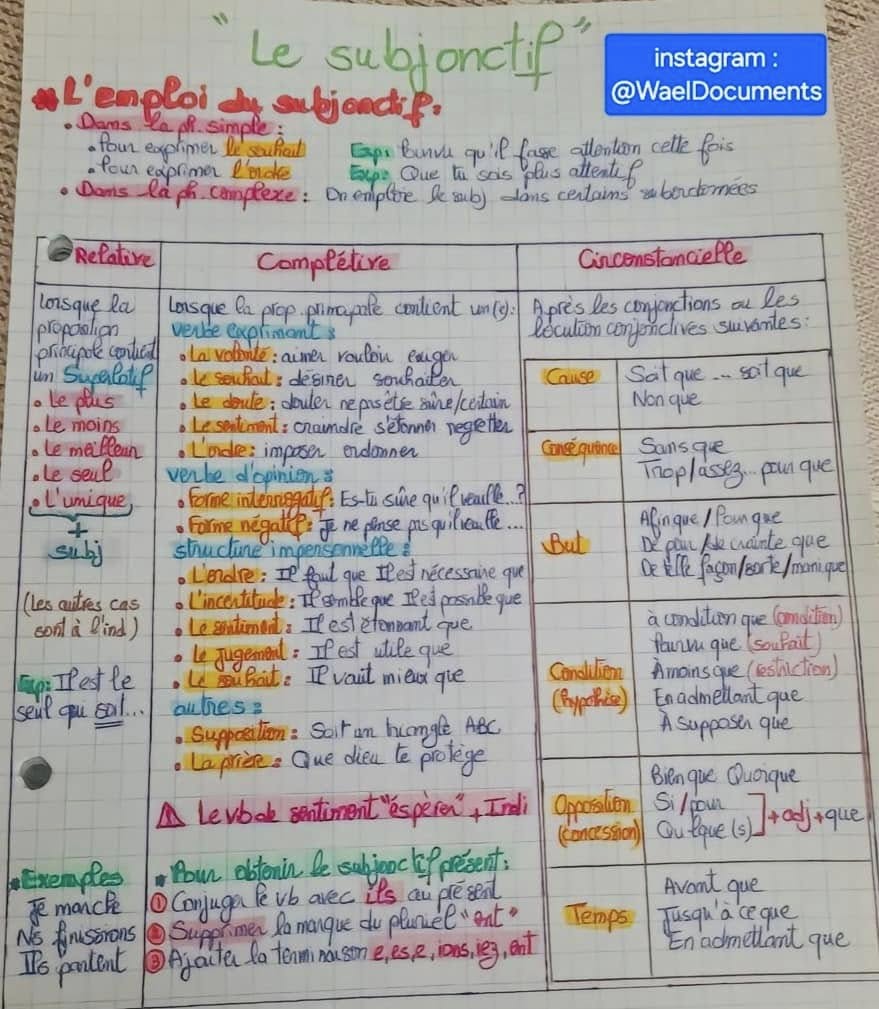 "Le subjonctif"
instagram :
@WaelDocuments
L'emploi du subjonctif.
• Dans la ph. simple :
• Pour exprimer le souhait Exp: Pourvu qu'il fasse attention cette fois
• Pour exprimer l'ordre Exp: Que tu sois plus attentif
• Dans la ph. complexe : On emploie le subj dans certains subordonnées
Relative
lorsque la
proposition
principale contient
un Superlatif
• Le plus
• Le moins
• Le meilleur
• Le seul
• L'unique
+
subj
(Les autres cas
sont à l'ind)
Exp: Il est le
seul qui soit...
• Exemples
Je marche
Ns finissions
Ils partent
Complétive
Lorsque la prop. principale contient un(e):
verbe exprimant :
• La volonté : aimer vouloir exiger
• Le souhait : désirer souhaiter
• Le doute : douter ne pas être sûre/certain
• Le sentiment : craindre s'étonner regretter
• L'ordre : imposer ordonner
verbe d'opinion :
• Forme interrogatif : Es-tu sûre qu'il veuille...?
• Forme négatif : Je ne pense pas qu'il veuille...
structure impersonnelle :
• L'ordre : Il faut que Il est nécessaire que
• L'incertitude : Il semble que Il est possible que
• Le sentiment : Il est étonnant que
• Le Jugement : Il est utile que
• Le souhait : Il vaut mieux que
autres :
• Supposition : Soit un triangle ABC
• La prière : Que dieu te protège
⚠ Le vb de sentiment "éspérer" + Indi
• Pour obtenir le subjonctif présent :
① Conjuger le vb avec ils au présent
② Supprimer la marque du pluriel "ent"
③ Ajouter la terminaison e, es, e, ions, iez, ent
Circonstancielle
Après les conjonctions ou les
locution conjonctives suivantes :
Cause
Soit que ... soit que
Non que
Conséquence
Sans que
Trop/assez... pour que
But
Afin que / Pour que
De peur / de crainte que
De telle façon/sorte/manique
Condition
(hypothèse)
à condition que (condition)
Pourvu que (souhait)
À moins que (restriction)
En admettant que
À supposer que
Opposition
(concession)
Bien que Quoique
Si / pour
Quelque(s) ] + adj + que
Temps
Avant que
Jusqu'à ce que
En admettant que